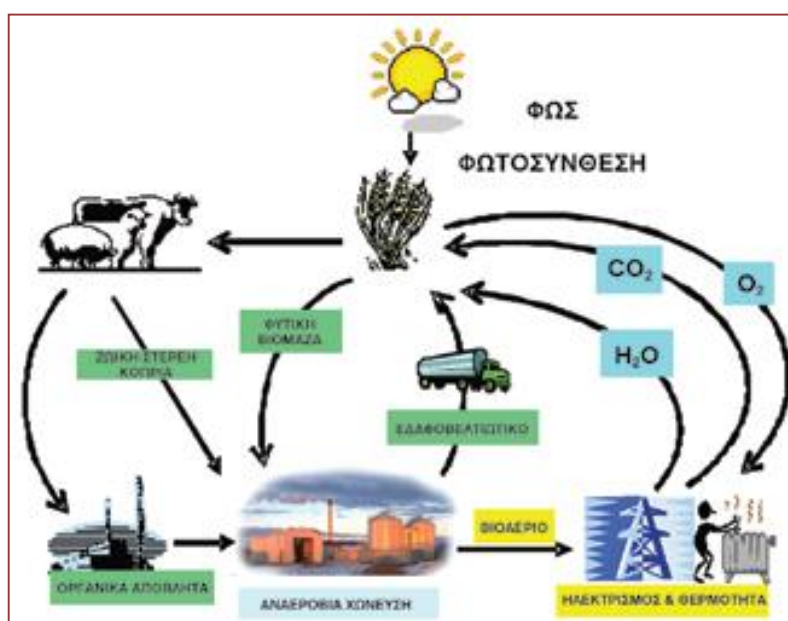 ΦΩΣ
ΦΩΤΟΣΥΝΘΕΣΗ
CO₂
O₂
H₂O
ΦΥΤΙΚΗ
ΒΙΟΜΑΖΑ
ΖΩΙΚΗ ΣΤΕΡΕΗ
ΚΟΠΡΙΑ
ΕΔΑΦΟΒΕΛΤΙΩΤΙΚΟ
ΒΙΟΑΕΡΙΟ
ΟΡΓΑΝΙΚΑ ΑΠΟΒΛΗΤΑ
ΑΝΑΕΡΟΒΙΑ ΧΩΝΕΥΣΗ
ΗΛΕΚΤΡΙΣΜΟΣ & ΘΕΡΜΟΤΗΤΑ